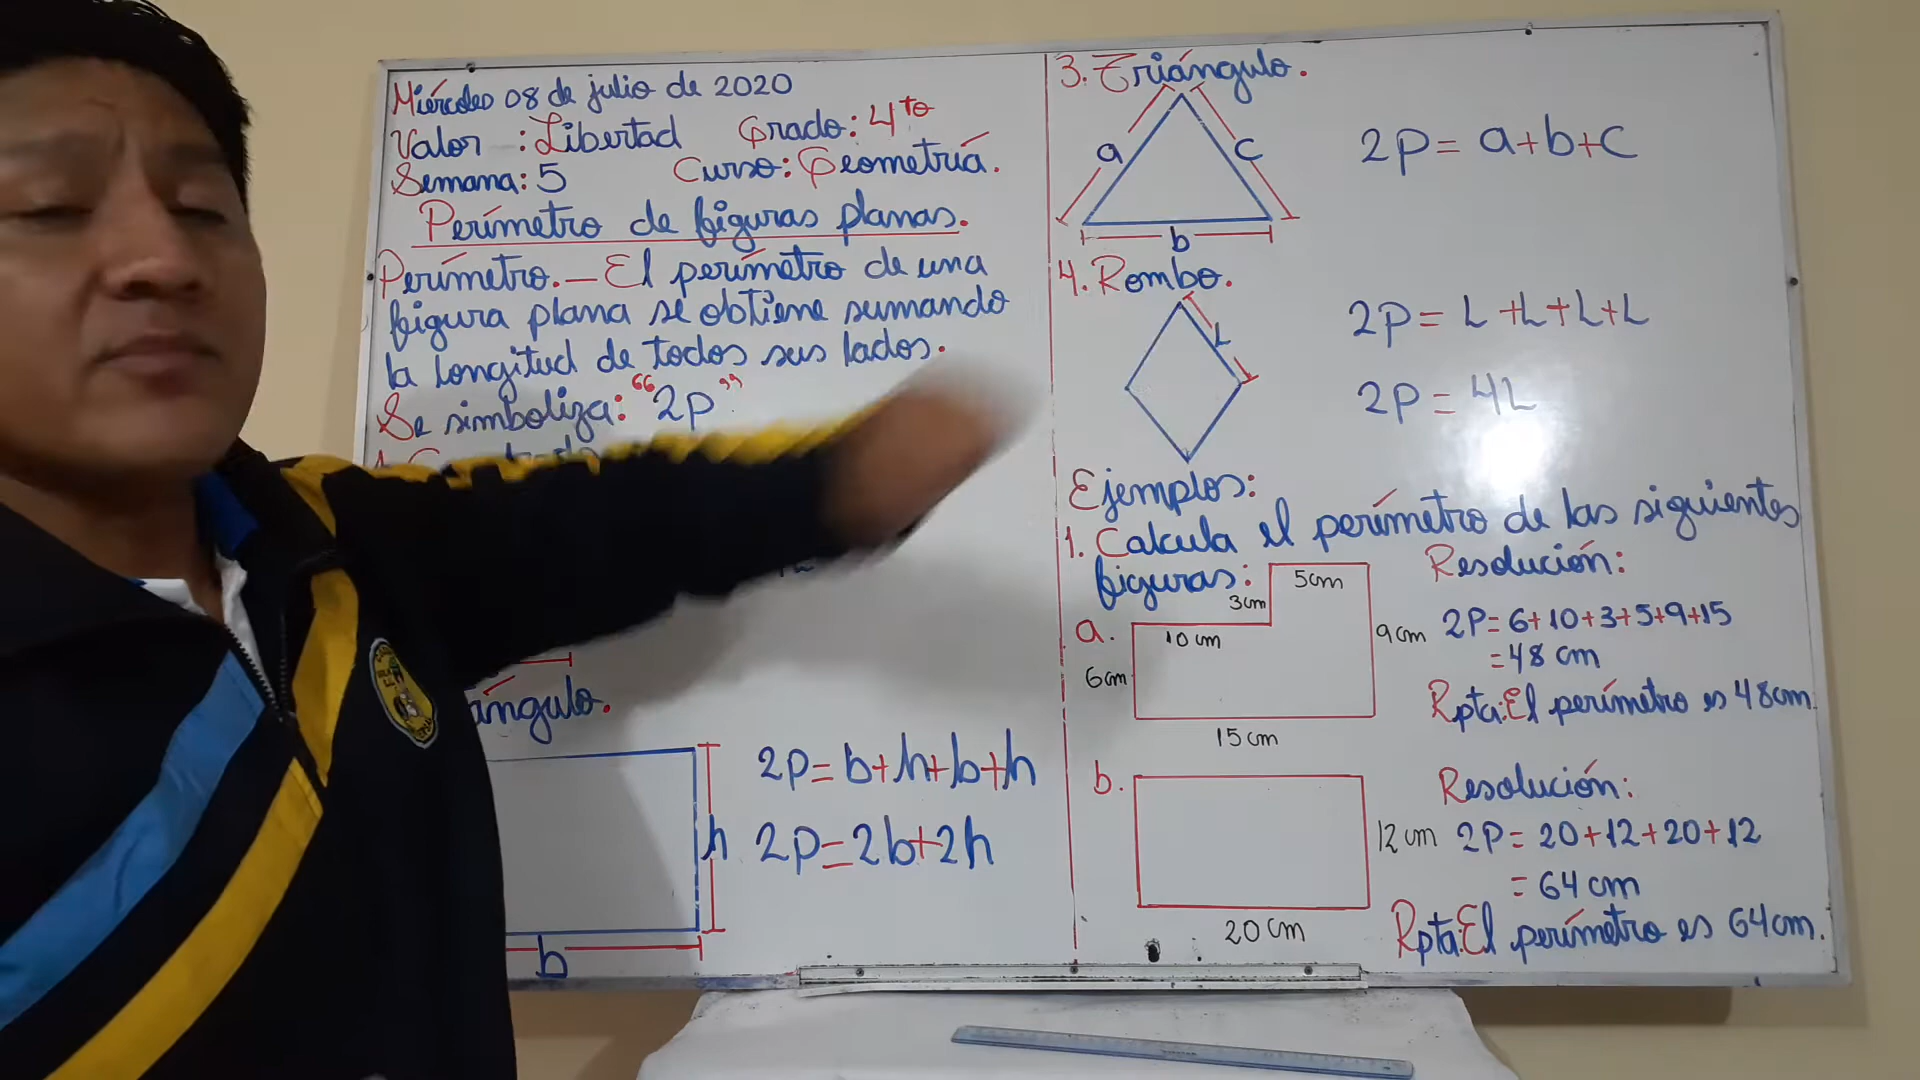 Miércoles 08 de julio de 2020
Valor : Libertad Grado: 4to
Semana: 5 Curso: Geometría.
Perímetro de figuras planas.
Perímetro.- El perímetro de una
figura plana se obtiene sumando
la longitud de todos sus lados.
Se simboliza: "2P"
ángulo.
h
b
2P= b+h+b+h
2P=2b+2h
3. Triángulo.
a
c
b
2P= a+b+c
4. Rombo.
L
2P= L+L+L+L
2P= 4L
Ejemplos:
1. Calcula el perímetro de las siguientes
figuras:
a.
5cm
3cm
10 cm
9cm
6cm
15 cm
Resolución:
2P= 6+10+3+5+9+15
=48 cm
Rpta:El perímetro es 48cm.
b.
12cm
20 cm
Resolución:
2P= 20+12+20+12
= 64 cm
Rpta:El perímetro es 64cm.